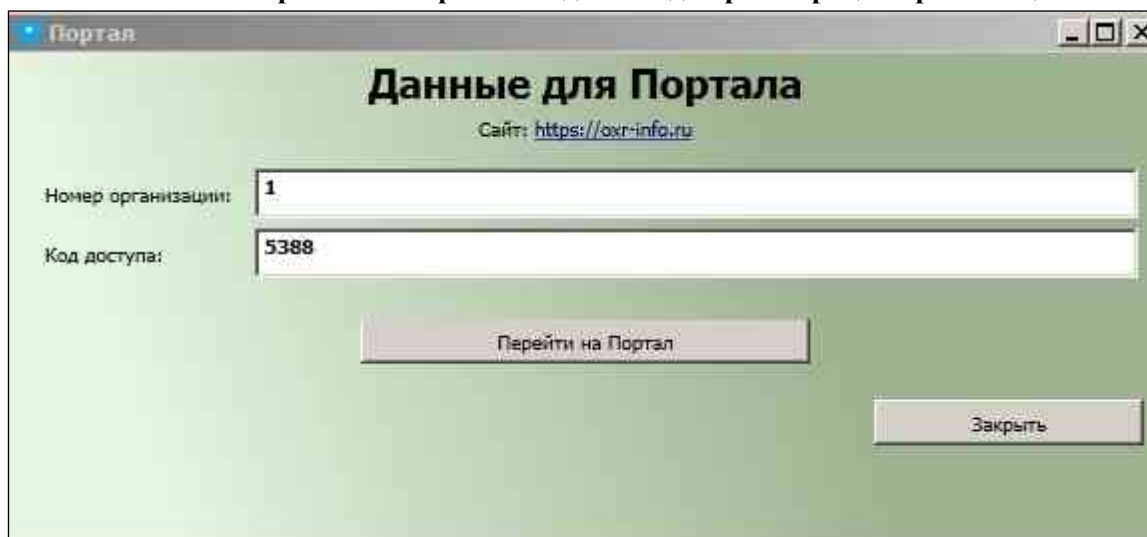 Портал
Данные для Портала
Сайт: https://oxr-info.ru
Номер организации: 1
Код доступа: 5388
Перейти на Портал
Закрыть